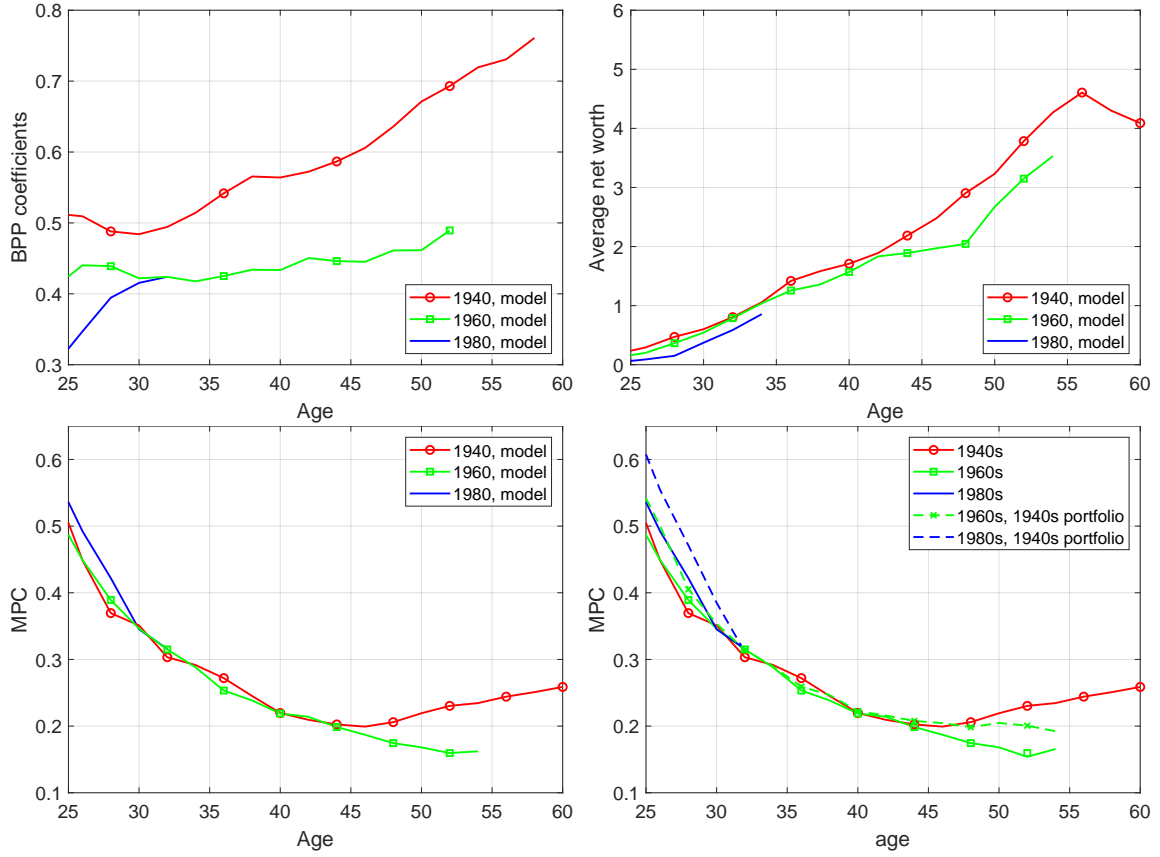 BPP coefficients
0.8
0.7
0.6
0.5
0.4
0.3
25 30 35 40 45 50 55 60
Age
1940, model
1960, model
1980, model
Average net worth
6
5
4
3
2
1
0
25 30 35 40 45 50 55 60
Age
1940, model
1960, model
1980, model
MPC
0.6
0.5
0.4
0.3
0.2
0.1
25 30 35 40 45 50 55 60
Age
1940, model
1960, model
1980, model
MPC
0.6
0.5
0.4
0.3
0.2
0.1
25 30 35 40 45 50 55 60
age
1940s
1960s
1980s
1960s, 1940s portfolio
1980s, 1940s portfolio